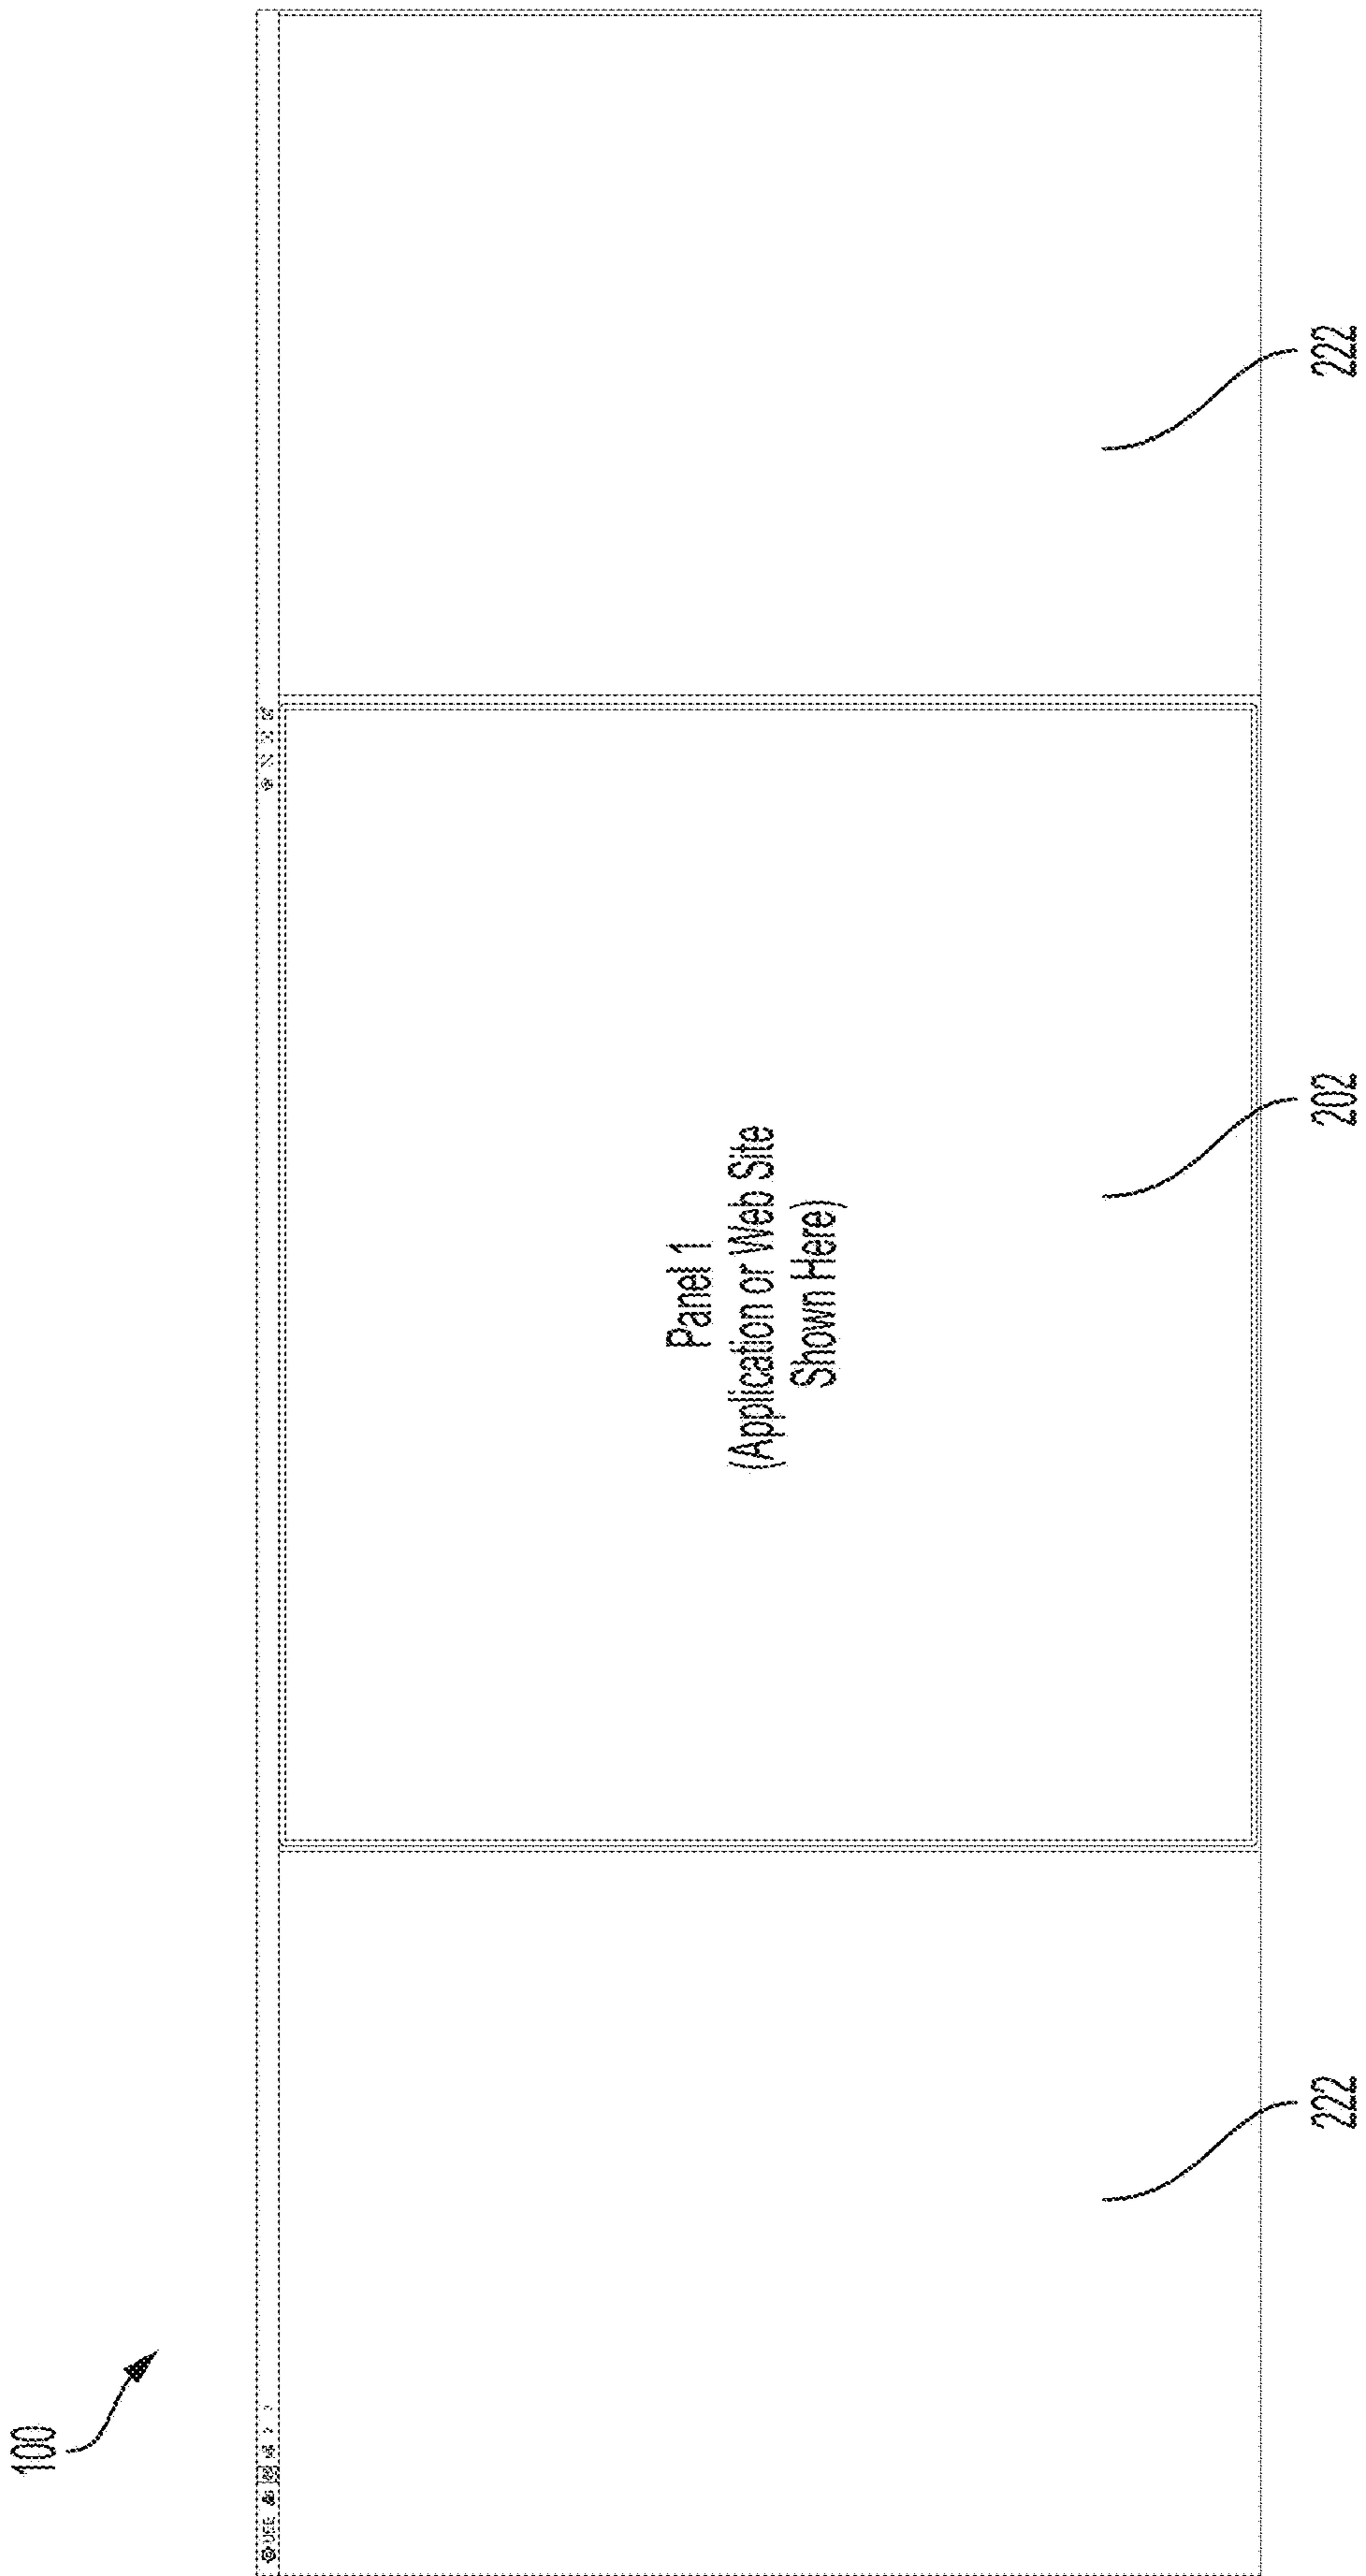 100
Panel 1
(Application or Web Site
Shown Here)
222
202
222